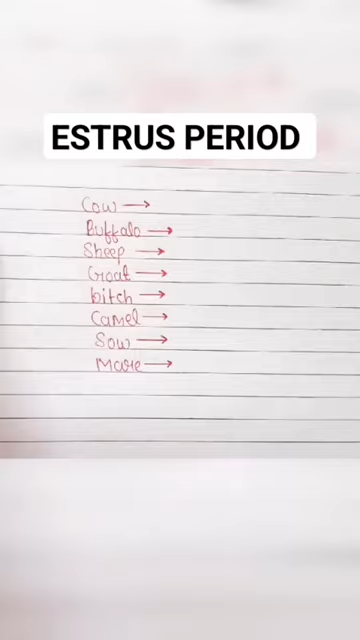 ESTRUS PERIOD
Cow →
Buffalo →
Sheep →
Goat →
bitch →
Camel →
Sow →
Mare →